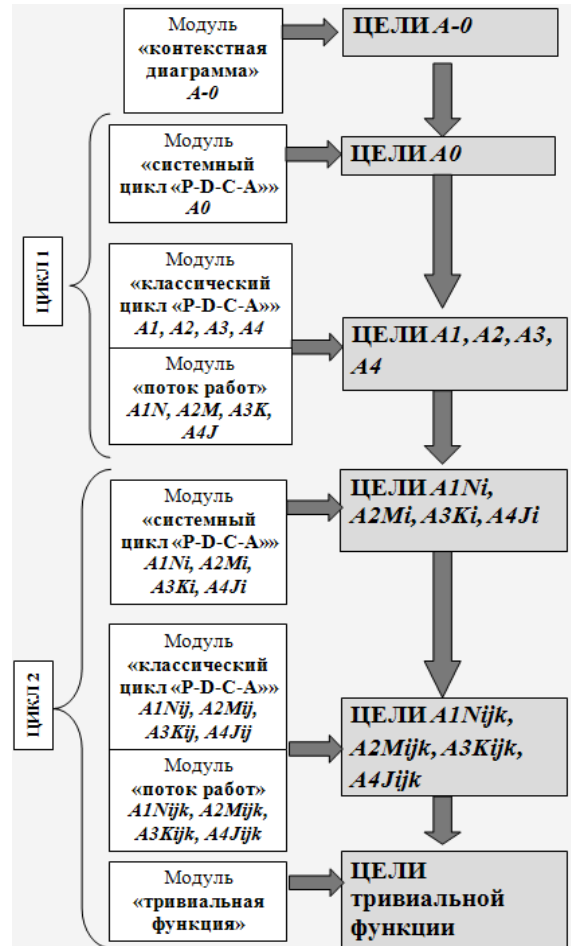 Модуль
«контекстная
диаграмма»
A-0
ЦЕЛИ A-0
ЦИКЛ 1
Модуль
«системный
цикл «P-D-C-A»»
A0
ЦЕЛИ A0
Модуль
«классический
цикл «P-D-C-A»»
A1, A2, A3, A4
Модуль
«поток работ»
A1N, A2M, A3K,
A4J
ЦЕЛИ A1, A2, A3,
A4
ЦИКЛ 2
Модуль
«системный
цикл «P-D-C-A»»
A1Ni, A2Mi,
A3Ki, A4Ji
ЦЕЛИ A1Ni,
A2Mi, A3Ki, A4Ji
Модуль
«классический
цикл «P-D-C-A»»
A1Nij, A2Mij,
A3Kij, A4Jij
Модуль
«поток работ»
A1Nijk, A2Mijk,
A3Kijk, A4Jijk
ЦЕЛИ A1Nijk,
A2Mijk, A3Kijk,
A4Jijk
Модуль
«тривиальная
функция»
ЦЕЛИ
тривиальной
функции